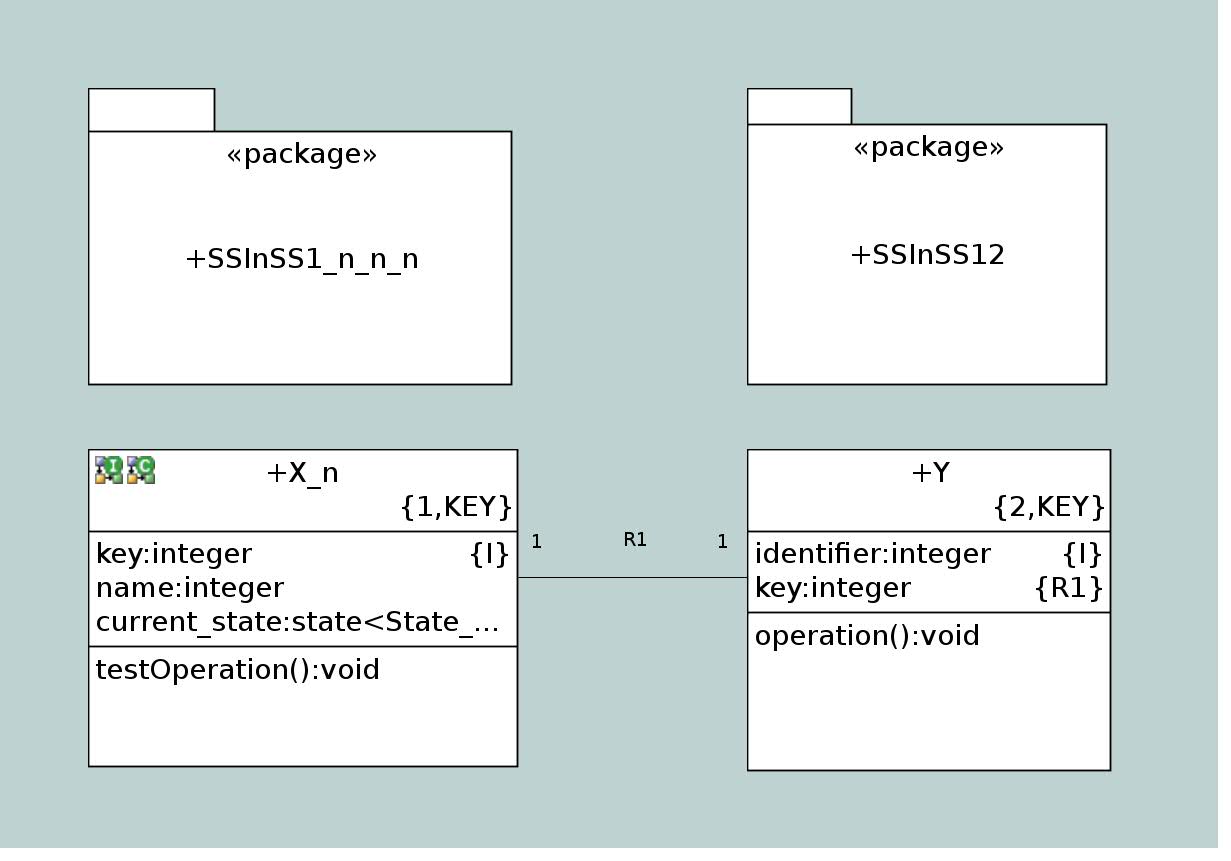 «package»
+SSInSS1_n_n_n
«package»
+SSInSS12
I C
+X_n
{1,KEY}
key:integer {I}
name:integer
current_state:state<State_...
testOperation():void
1 R1 1
+Y
{2,KEY}
identifier:integer {I}
key:integer {R1}
operation():void